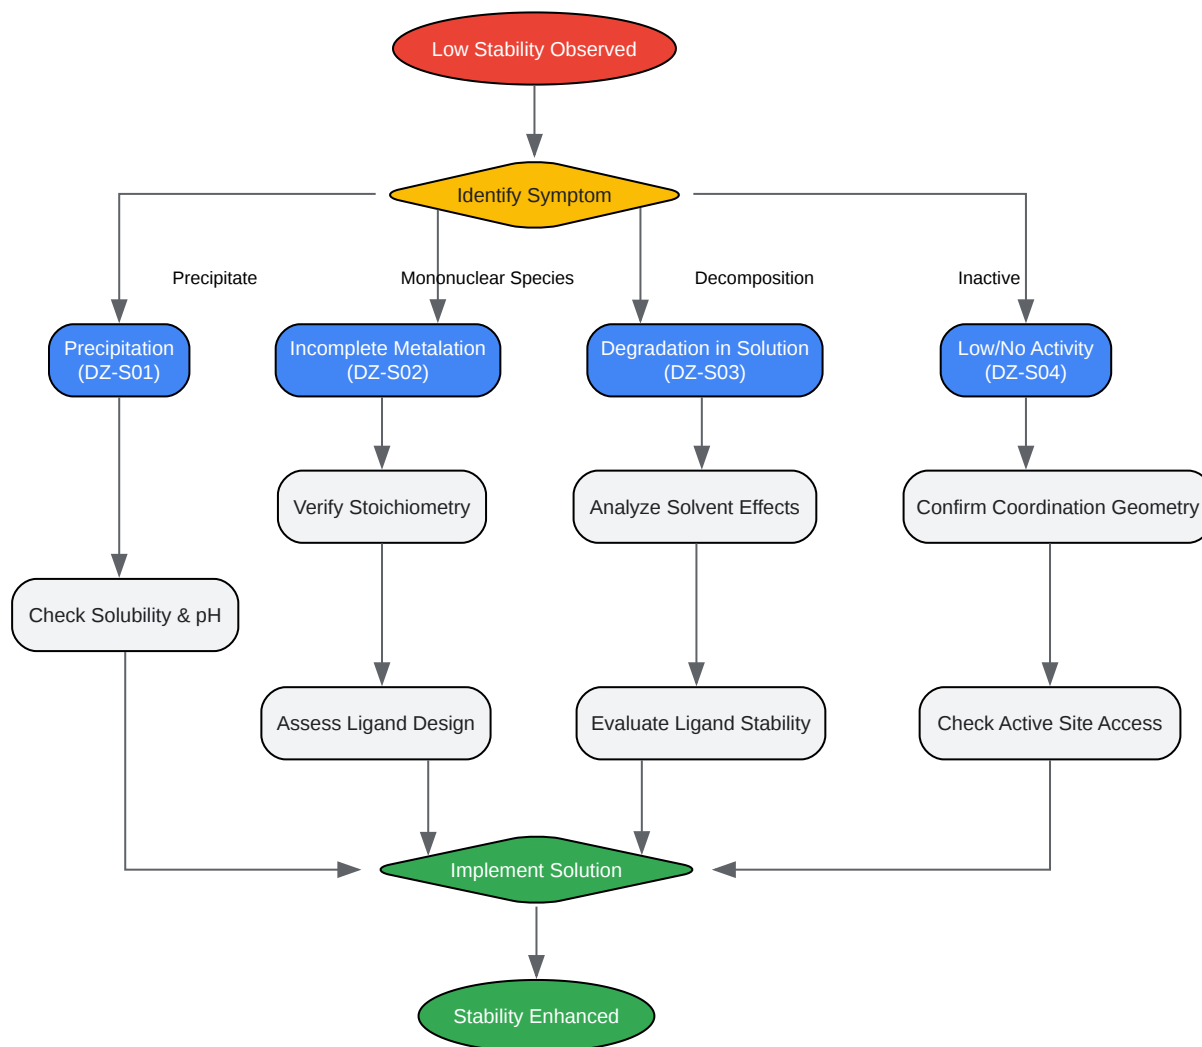 Low Stability Observed
Identify Symptom
Precipitate
Mononuclear Species
Decomposition
Inactive
Precipitation
(DZ-S01)
Incomplete Metalation
(DZ-S02)
Degradation in Solution
(DZ-S03)
Low/No Activity
(DZ-S04)
Verify Stoichiometry
Analyze Solvent Effects
Confirm Coordination Geometry
Check Solubility & pH
Assess Ligand Design
Evaluate Ligand Stability
Check Active Site Access
Implement Solution
Stability Enhanced